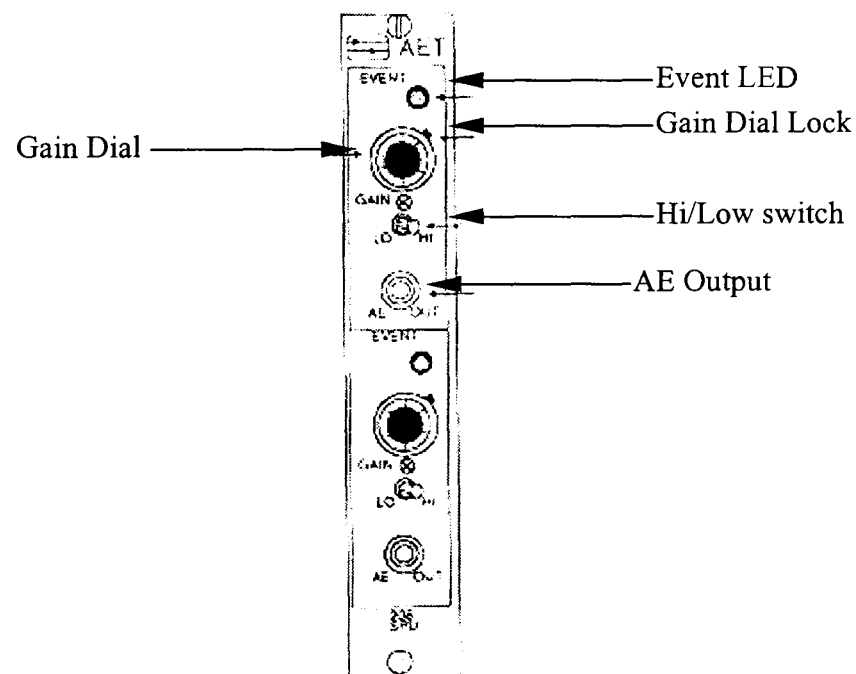 AET
EVENT
Event LED
Gain Dial Lock
Gain Dial
GAIN
Hi/Low switch
LO HI
AE Output
AE OUT
EVENT
GAIN
LO HI
AE OUT